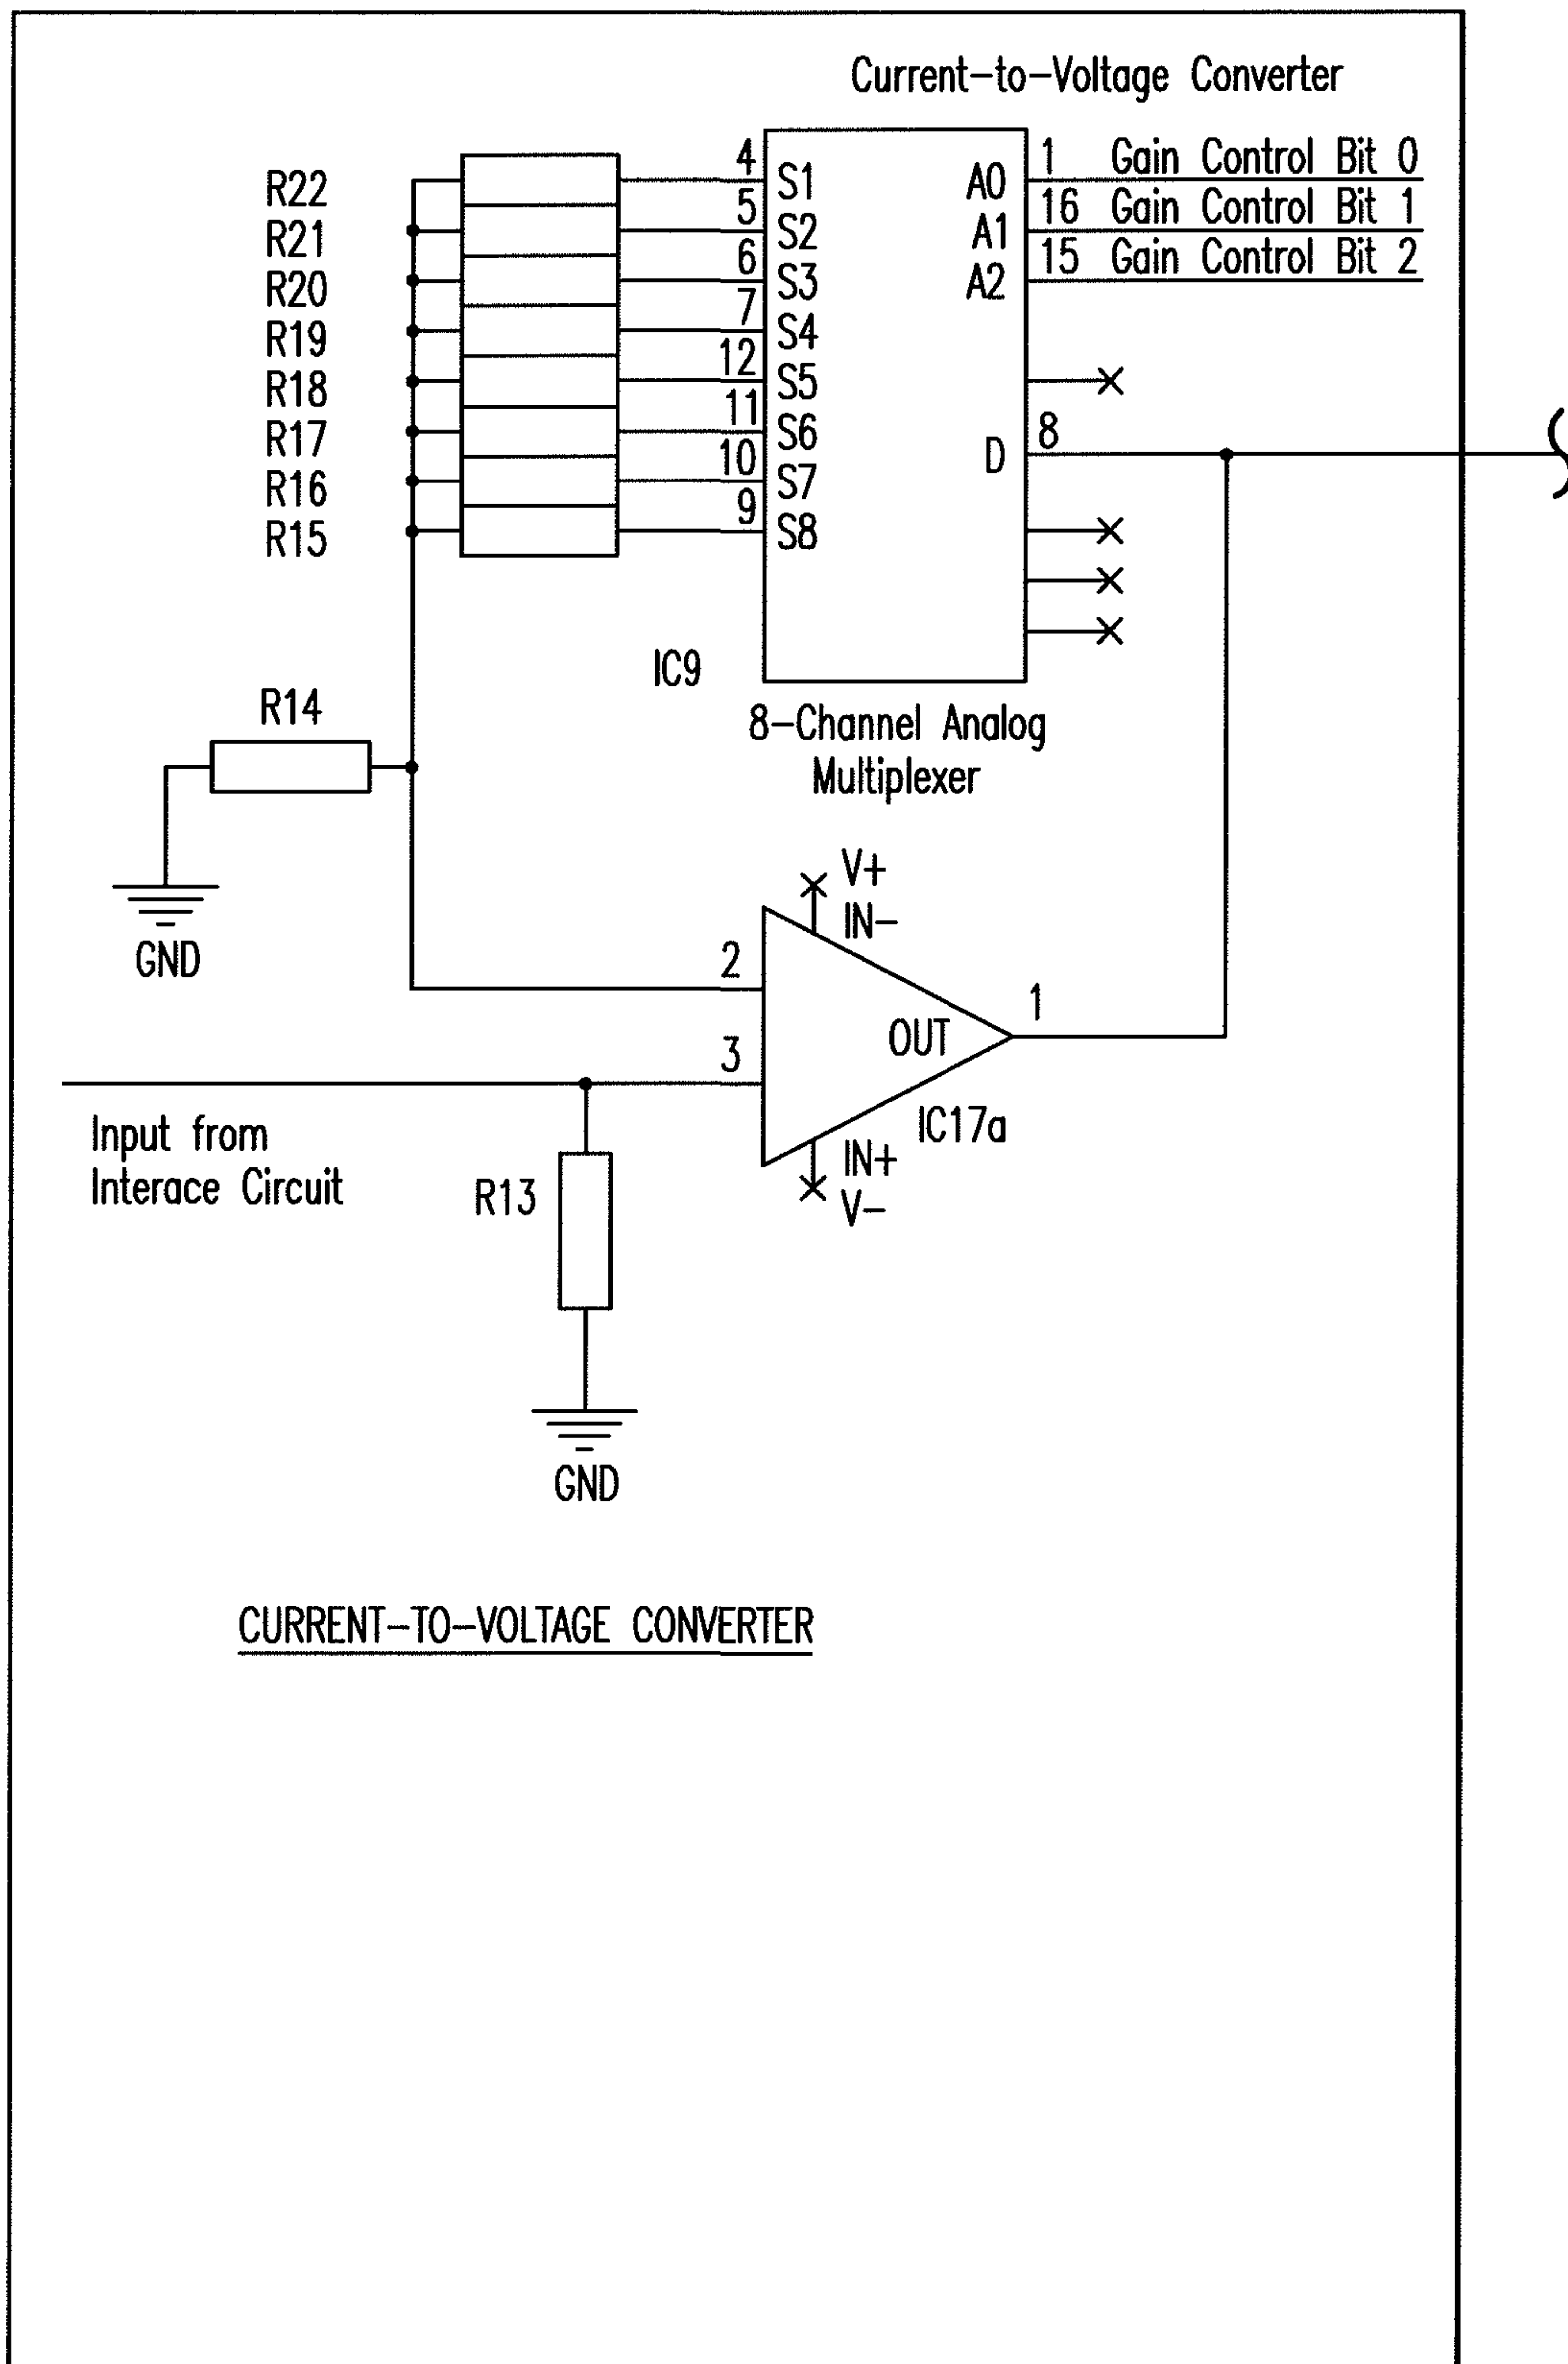 Current-to-Voltage Converter
R22
R21
R20
R19
R18
R17
R16
R15
4
5
6
7
12
11
10
9
S1
S2
S3
S4
S5
S6
S7
S8
A0
A1
A2
D
1 Gain Control Bit 0
16 Gain Control Bit 1
15 Gain Control Bit 2
8
IC9
8-Channel Analog
Multiplexer
R14
GND
V+
IN-
2
3
OUT
1
IC17a
IN+
V-
Input from
Interace Circuit
R13
GND
CURRENT-TO-VOLTAGE CONVERTER